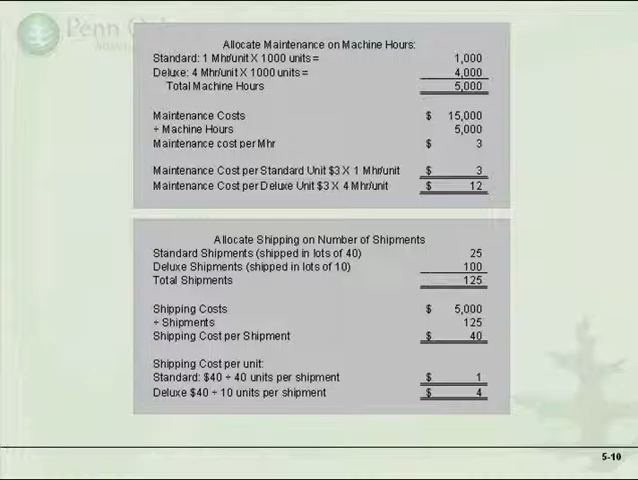 Penn
Allocate Maintenance on Machine Hours:
Standard: 1 Mhr/unit X 1000 units = 1,000
Deluxe: 4 Mhr/unit X 1000 units = 4,000
Total Machine Hours 5,000
Maintenance Costs $ 15,000
÷ Machine Hours 5,000
Maintenance cost per Mhr $ 3
Maintenance Cost per Standard Unit $3 X 1 Mhr/unit $ 3
Maintenance Cost per Deluxe Unit $3 X 4 Mhr/unit $ 12
Allocate Shipping on Number of Shipments
Standard Shipments (shipped in lots of 40) 25
Deluxe Shipments (shipped in lots of 10) 100
Total Shipments 125
Shipping Costs $ 5,000
÷ Shipments 125
Shipping Cost per Shipment $ 40
Shipping Cost per unit:
Standard: $40 ÷ 40 units per shipment $ 1
Deluxe $40 ÷ 10 units per shipment $ 4
5-10